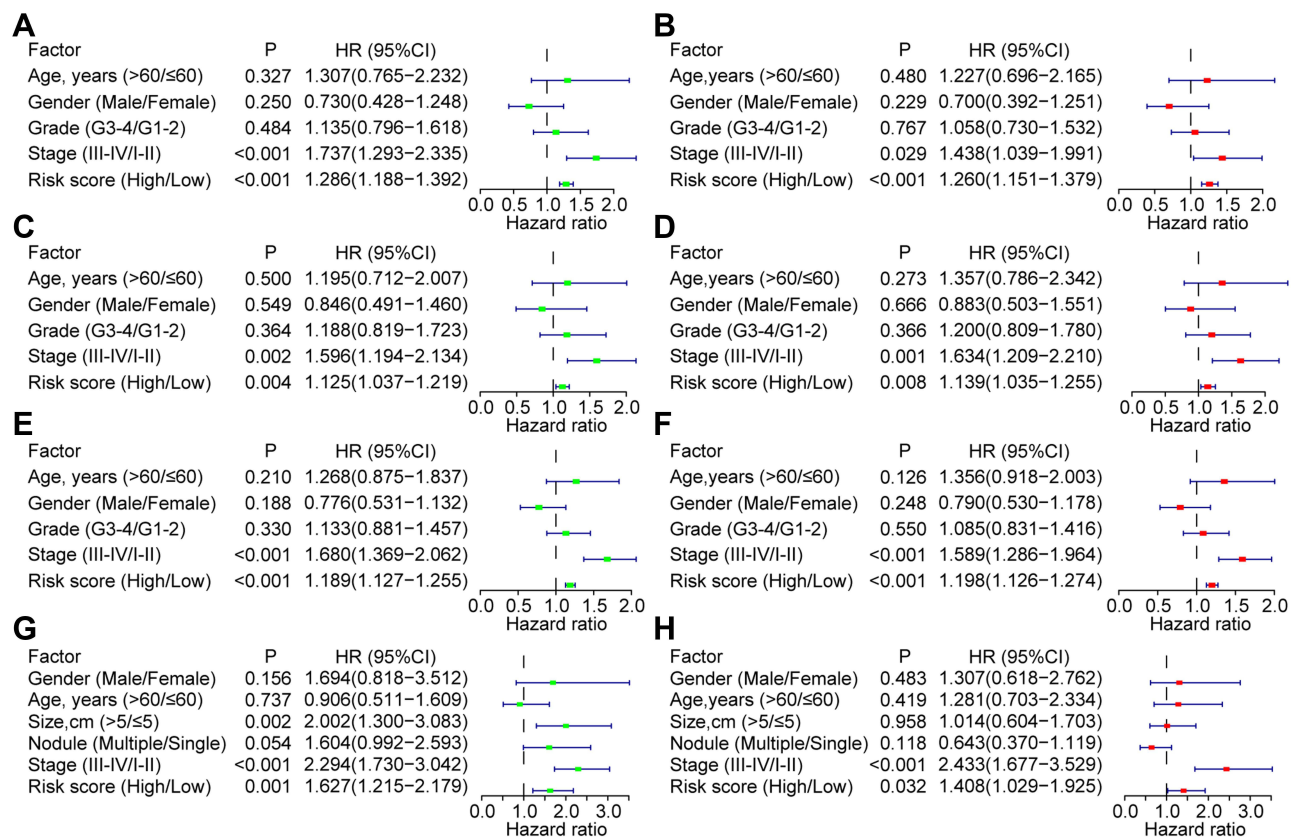 A
Factor P HR (95%CI)
Age, years (>60/≤60) 0.327 1.307(0.765−2.232)
Gender (Male/Female) 0.250 0.730(0.428−1.248)
Grade (G3-4/G1-2) 0.484 1.135(0.796−1.618)
Stage (III-IV/I-II) <0.001 1.737(1.293−2.335)
Risk score (High/Low) <0.001 1.286(1.188−1.392)
0.0 0.5 1.0 1.5 2.0
Hazard ratio
B
Factor P HR (95%CI)
Age,years (>60/≤60) 0.480 1.227(0.696−2.165)
Gender (Male/Female) 0.229 0.700(0.392−1.251)
Grade (G3-4/G1-2) 0.767 1.058(0.730−1.532)
Stage (III-IV/I-II) 0.029 1.438(1.039−1.991)
Risk score (High/Low) <0.001 1.260(1.151−1.379)
0.0 0.5 1.0 1.5 2.0
Hazard ratio
C
Factor P HR (95%CI)
Age, years (>60/≤60) 0.500 1.195(0.712−2.007)
Gender (Male/Female) 0.549 0.846(0.491−1.460)
Grade (G3-4/G1-2) 0.364 1.188(0.819−1.723)
Stage (III-IV/I-II) 0.002 1.596(1.194−2.134)
Risk score (High/Low) 0.004 1.125(1.037−1.219)
0.0 0.5 1.0 1.5 2.0
Hazard ratio
D
Factor P HR (95%CI)
Age,years (>60/≤60) 0.273 1.357(0.786−2.342)
Gender (Male/Female) 0.666 0.883(0.503−1.551)
Grade (G3-4/G1-2) 0.366 1.200(0.809−1.780)
Stage (III-IV/I-II) 0.001 1.634(1.209−2.210)
Risk score (High/Low) 0.008 1.139(1.035−1.255)
0.0 0.5 1.0 1.5 2.0
Hazard ratio
E
Factor P HR (95%CI)
Age, years (>60/≤60) 0.210 1.268(0.875−1.837)
Gender (Male/Female) 0.188 0.776(0.531−1.132)
Grade (G3-4/G1-2) 0.330 1.133(0.881−1.457)
Stage (III-IV/I-II) <0.001 1.680(1.369−2.062)
Risk score (High/Low) <0.001 1.189(1.127−1.255)
0.0 0.5 1.0 1.5 2.0
Hazard ratio
F
Factor P HR (95%CI)
Age,years (>60/≤60) 0.126 1.356(0.918−2.003)
Gender (Male/Female) 0.248 0.790(0.530−1.178)
Grade (G3-4/G1-2) 0.550 1.085(0.831−1.416)
Stage (III-IV/I-II) <0.001 1.589(1.286−1.964)
Risk score (High/Low) <0.001 1.198(1.126−1.274)
0.0 0.5 1.0 1.5 2.0
Hazard ratio
G
Factor P HR (95%CI)
Gender (Male/Female) 0.156 1.694(0.818−3.512)
Age, years (>60/≤60) 0.737 0.906(0.511−1.609)
Size,cm (>5/≤5) 0.002 2.002(1.300−3.083)
Nodule (Multiple/Single) 0.054 1.604(0.992−2.593)
Stage (III-IV/I-II) <0.001 2.294(1.730−3.042)
Risk score (High/Low) 0.001 1.627(1.215−2.179)
0.0 1.0 2.0 3.0
Hazard ratio
H
Factor P HR (95%CI)
Gender (Male/Female) 0.483 1.307(0.618−2.762)
Age,years (>60/≤60) 0.419 1.281(0.703−2.334)
Size,cm (>5/≤5) 0.958 1.014(0.604−1.703)
Nodule (Multiple/Single) 0.118 0.643(0.370−1.119)
Stage (III-IV/I-II) <0.001 2.433(1.677−3.529)
Risk score (High/Low) 0.032 1.408(1.029−1.925)
0.0 1.0 2.0 3.0
Hazard ratio